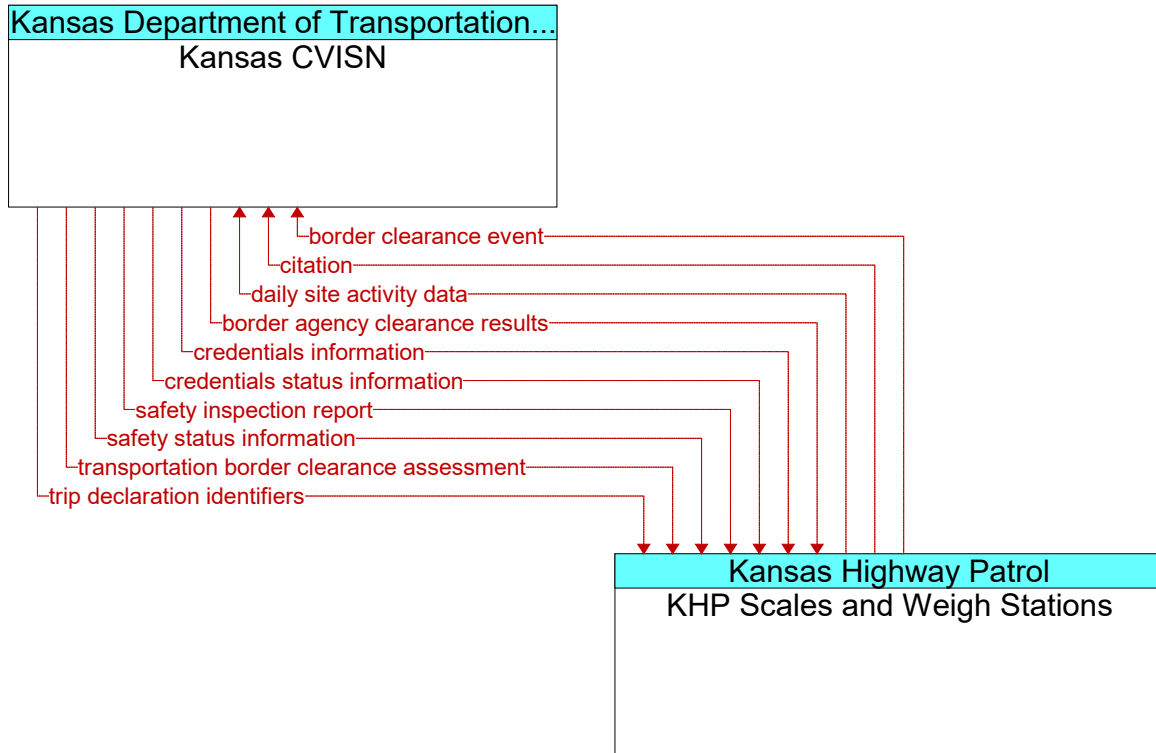 Kansas Department of Transportation...
Kansas CVISN
border clearance event
citation
daily site activity data
border agency clearance results
credentials information
credentials status information
safety inspection report
safety status information
transportation border clearance assessment
trip declaration identifiers
Kansas Highway Patrol
KHP Scales and Weigh Stations